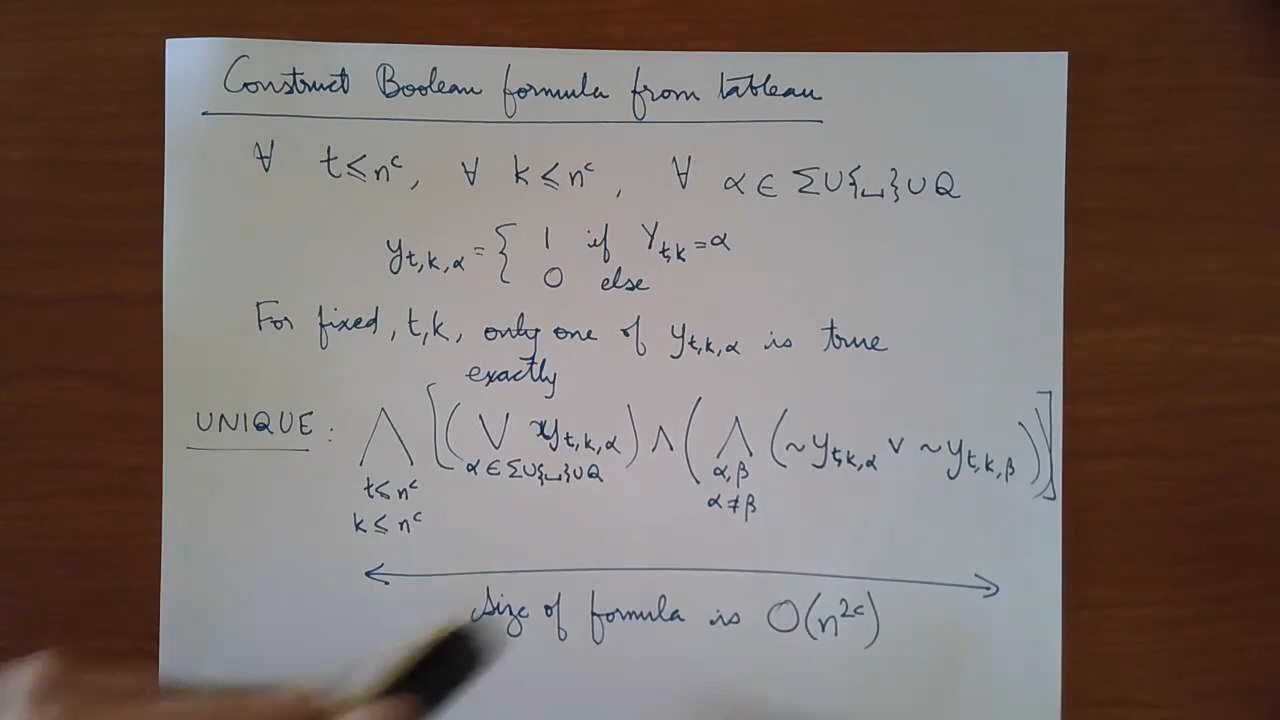 Construct Boolean formula from tableau
∀ t ≤ n^c, ∀ k ≤ n^c, ∀ α ∈ Σ∪{␣}∪Q
y_{t,k,α} = { 1 if Y_{t,k} = α
0 else
For fixed, t,k, only one of y_{t,k,α} is true
exactly
UNIQUE: ⋀_{t≤n^c, k≤n^c} [(⋁_{α∈Σ∪{␣}∪Q} y_{t,k,α}) ∧ (⋀_{α,β α≠β} (~y_{t,k,α} ∨ ~y_{t,k,β}))]
Size of formula is O(n^{2c})